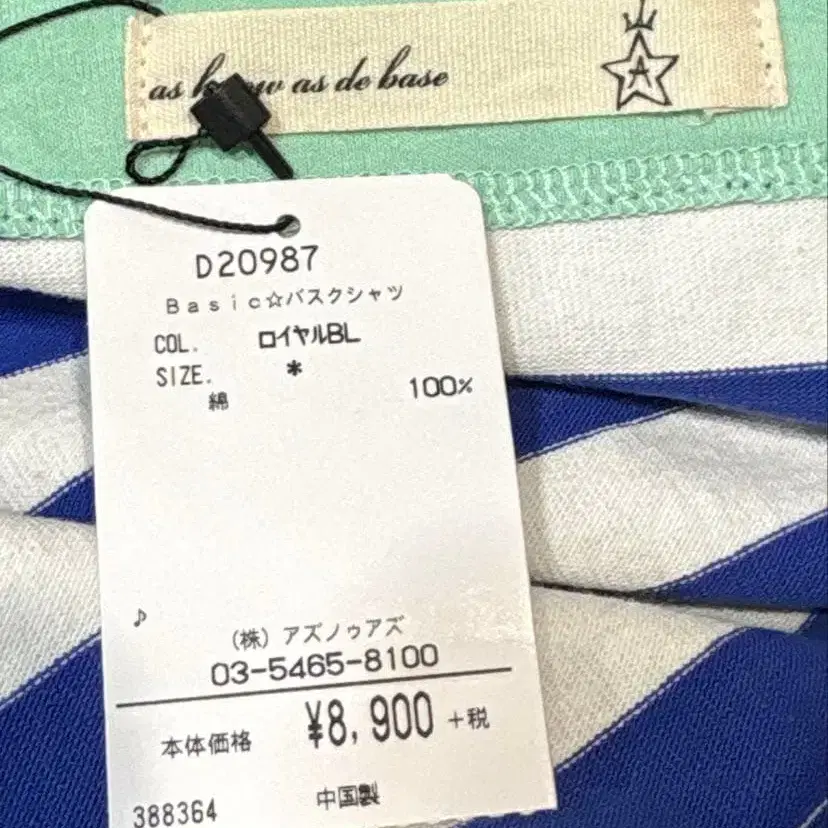 as know as de base
A
D20987
Basic☆バスクシャツ
COL. ロイヤルBL
SIZE. *
綿 100%
♪
(株) アズノゥアズ
03-5465-8100
本体価格 ¥8,900 +税
388364 中国製